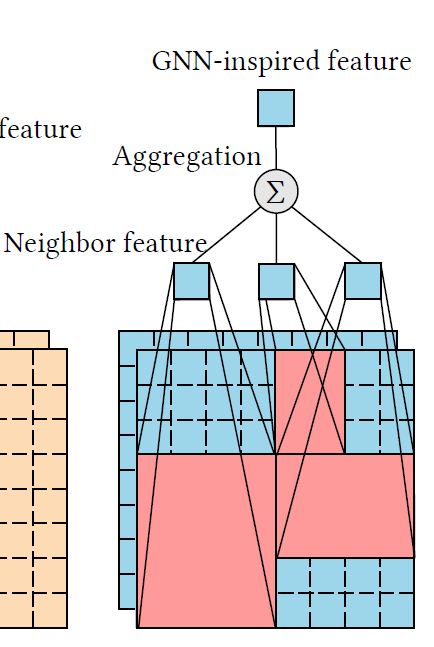 GNN-inspired feature
feature
Aggregation
Σ
Neighbor feature